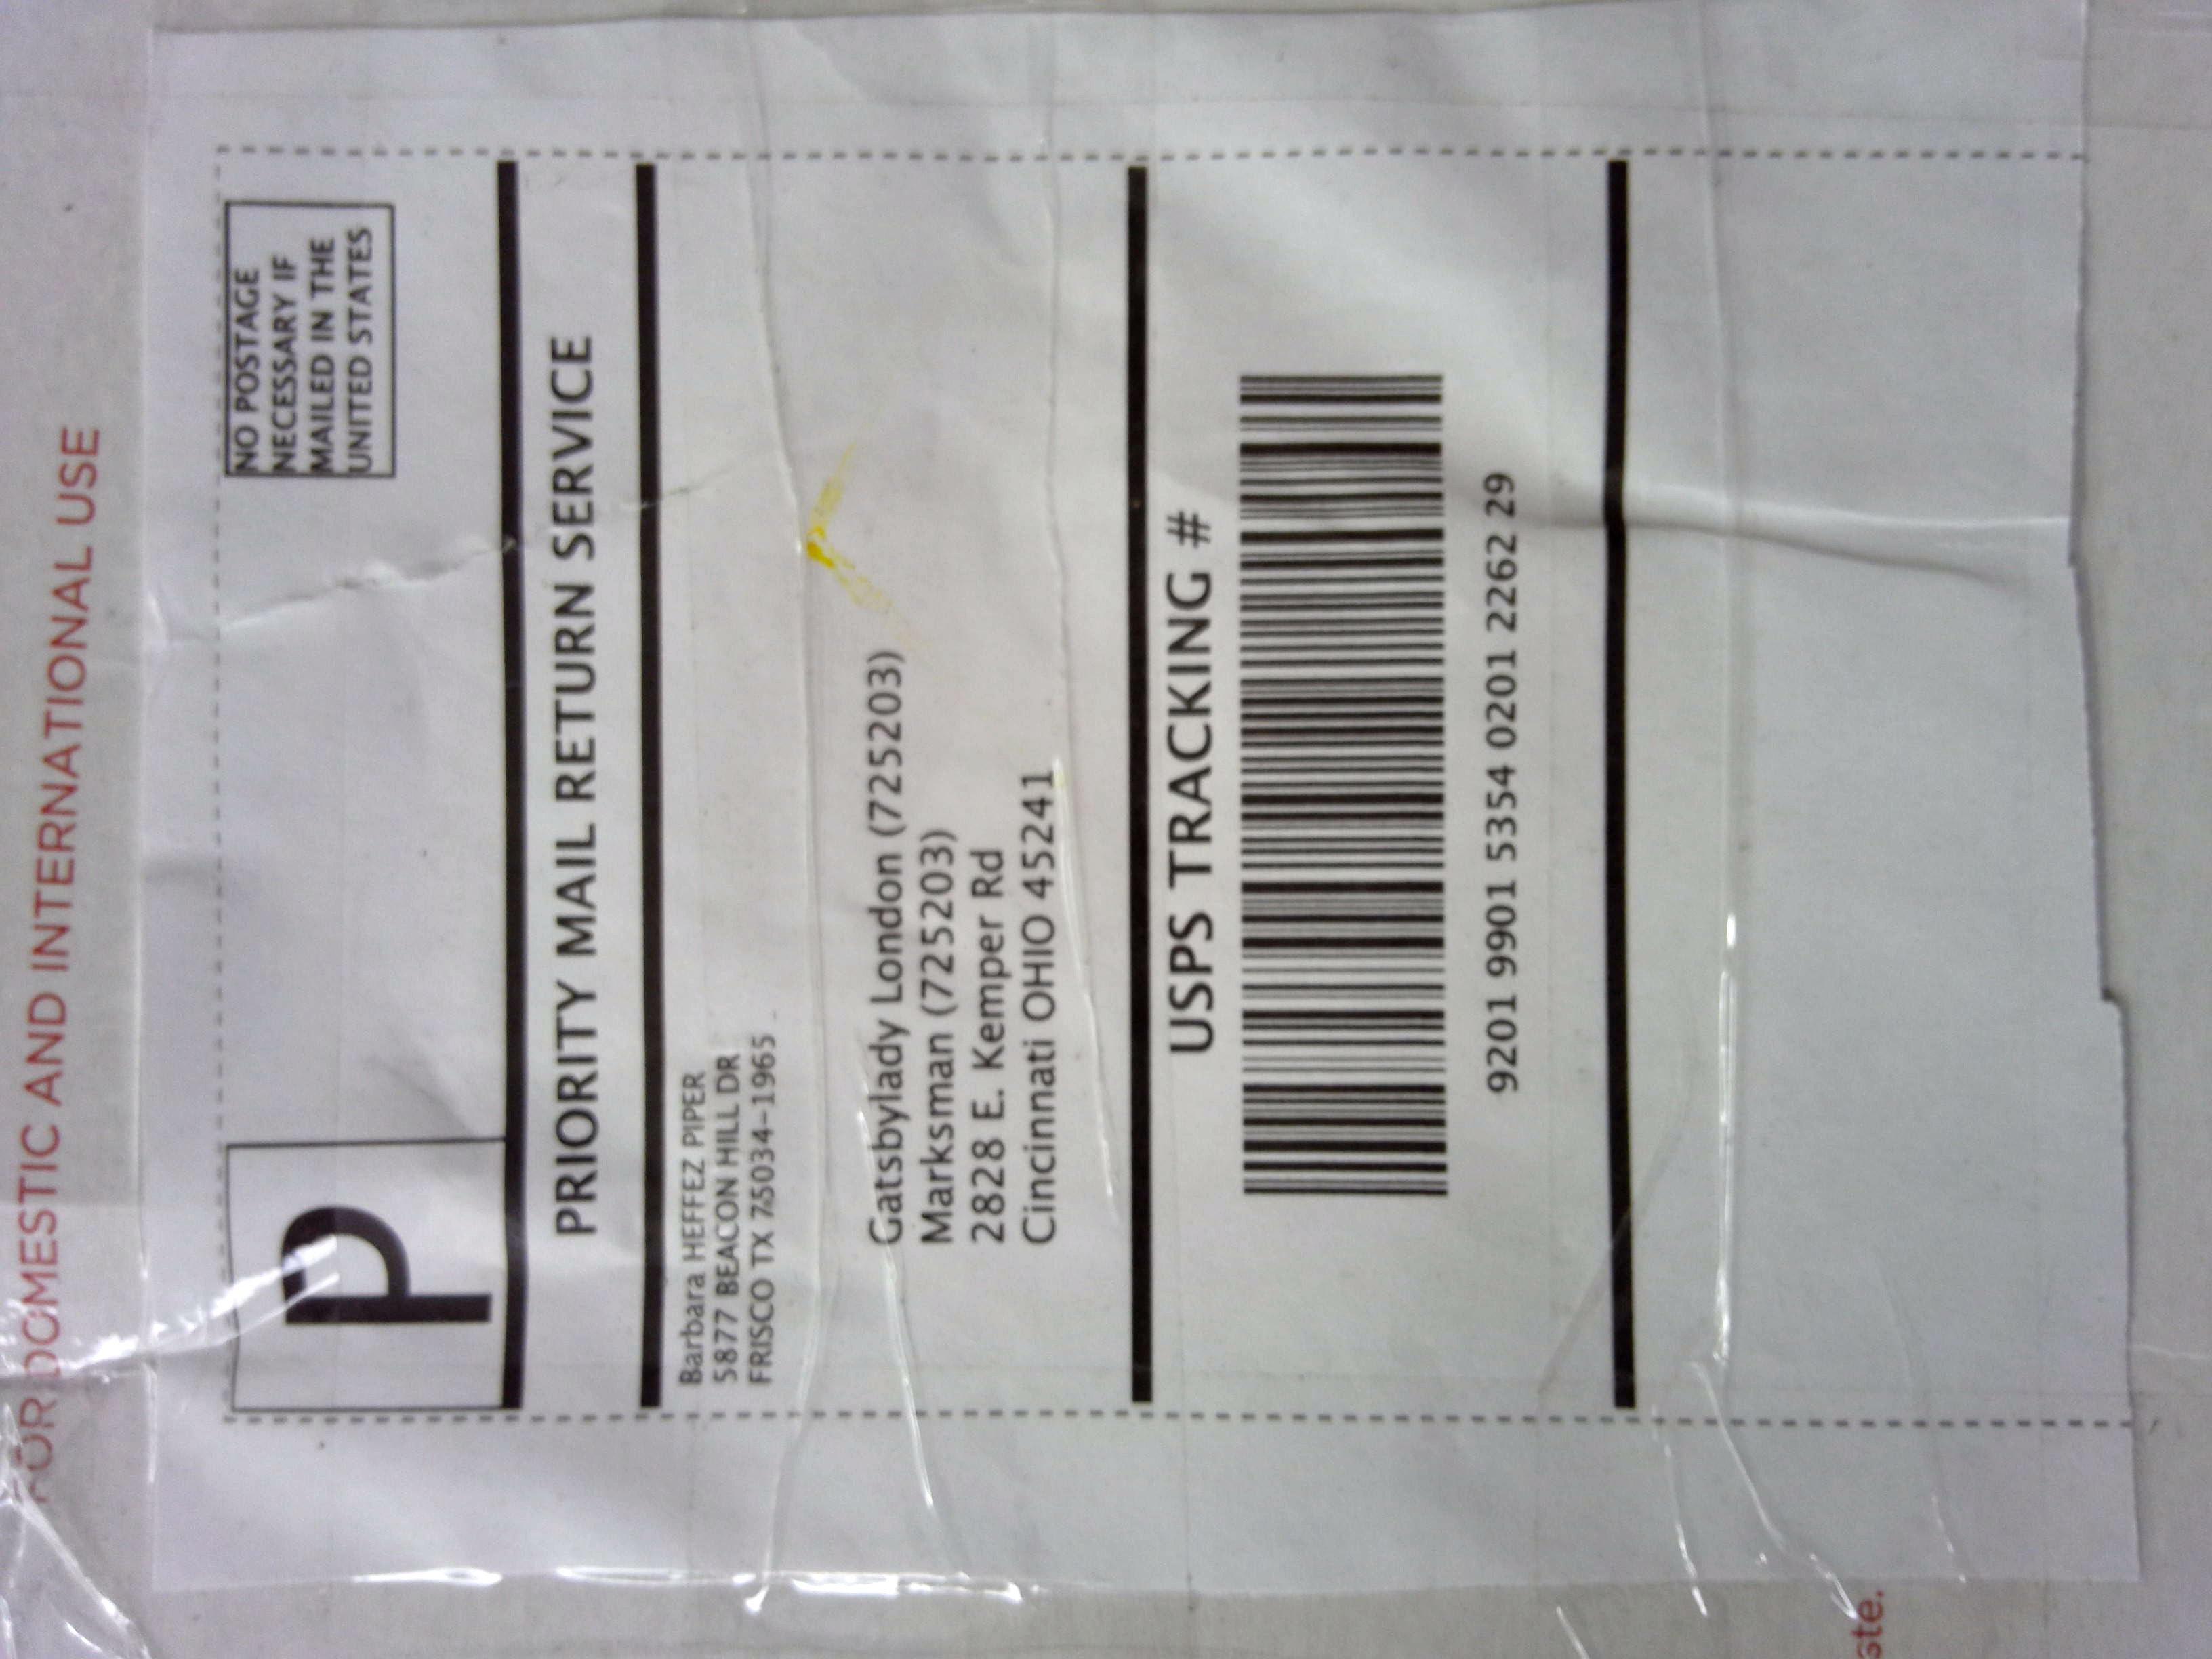 FOR DOMESTIC AND INTERNATIONAL USE
P
NO POSTAGE
NECESSARY IF
MAILED IN THE
UNITED STATES
PRIORITY MAIL RETURN SERVICE
Barbara HEFFEZ PIPER
5877 BEACON HILL DR
FRISCO TX 75034-1965
Gatsbylady London (725203)
Marksman (725203)
2828 E. Kemper Rd
Cincinnati OHIO 45241
USPS TRACKING #
9201 9901 5354 0201 2262 29